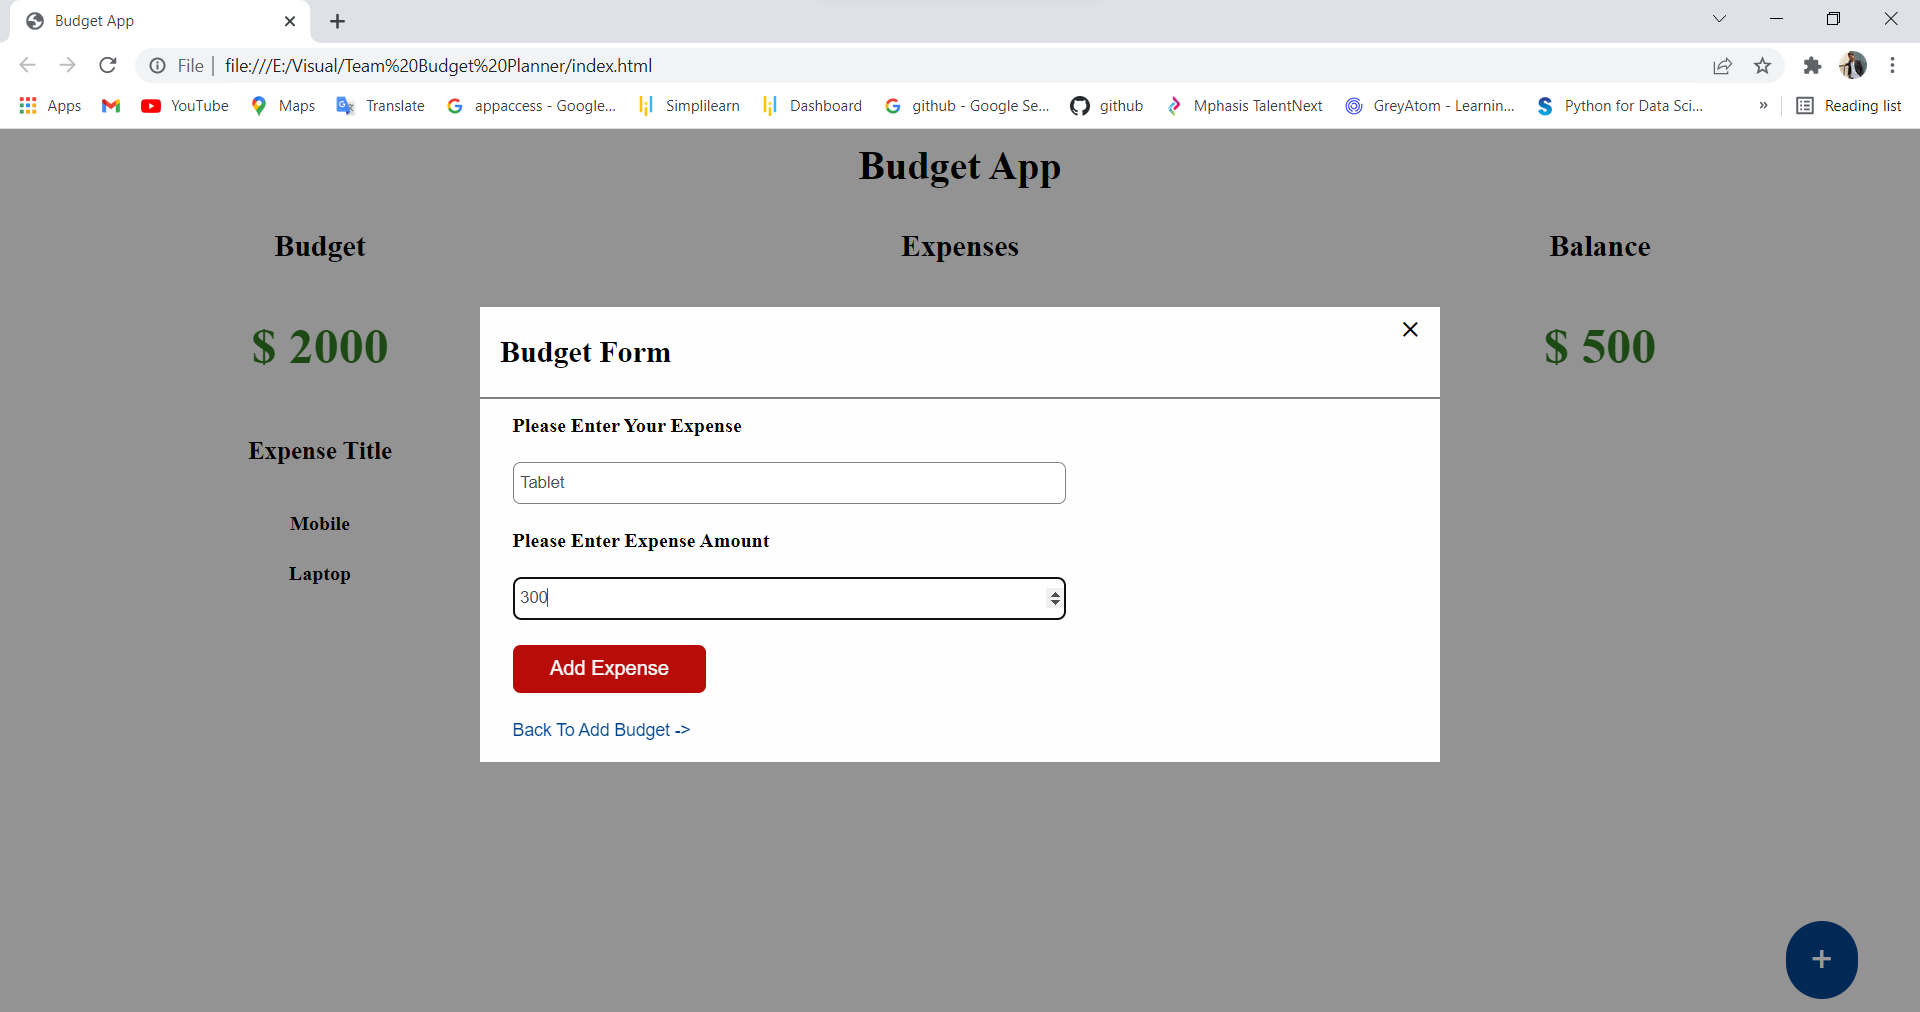 Budget App
File
file:///E:/Visual/Team%20Budget%20Planner/index.html
Apps
YouTube
Maps
Translate
appaccess - Google...
Simplilearn
Dashboard
github - Google Se...
github
Mphasis TalentNext
GreyAtom - Learnin...
Python for Data Sci...
»
Reading list
Budget App
Budget
Expenses
Balance
$ 2000
$ 500
Expense Title
Mobile
Laptop
Budget Form
Please Enter Your Expense
Tablet
Please Enter Expense Amount
300
Add Expense
Back To Add Budget ->
+